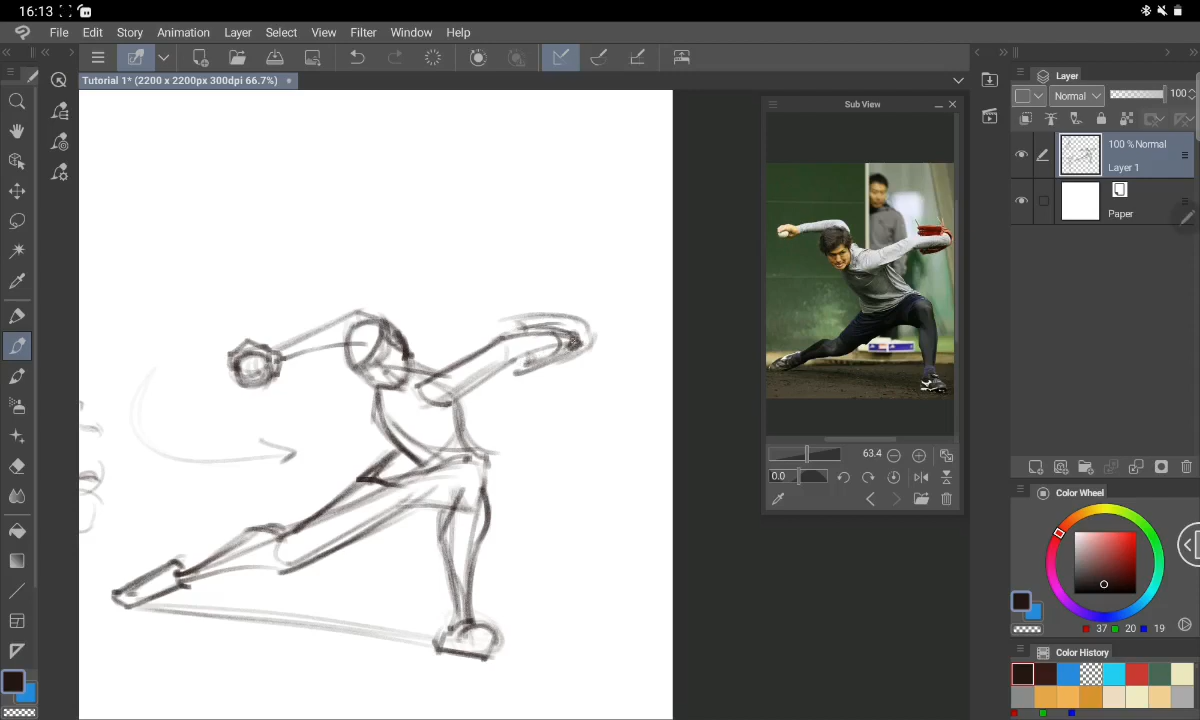 16:13
File Edit Story Animation Layer Select View Filter Window Help
Tutorial 1* (2200 x 2200px 300dpi 66.7%)
Sub View
63.4
0.0
Layer
Normal 100
100 % Normal
Layer 1
Paper
Color Wheel
37 20 19
Color History